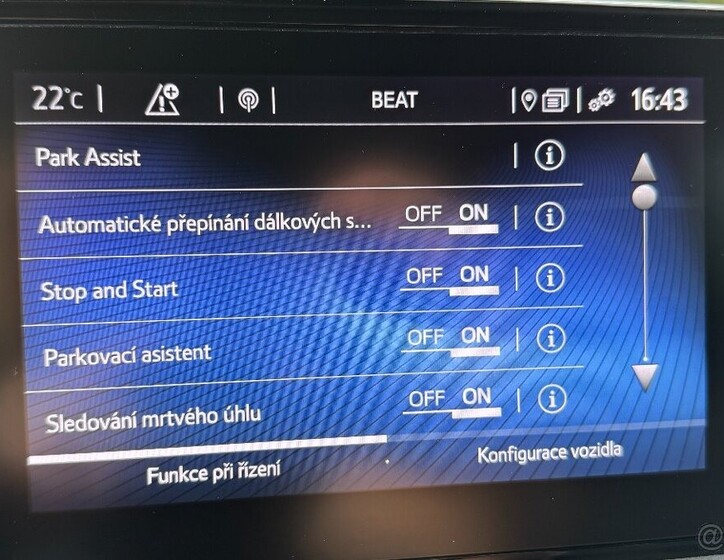 22°C
BEAT
16:43
Park Assist
Automatické přepínání dálkových s... OFF ON
Stop and Start OFF ON
Parkovací asistent OFF ON
Sledování mrtvého úhlu OFF ON
Funkce při řízení
Konfigurace vozidla
@